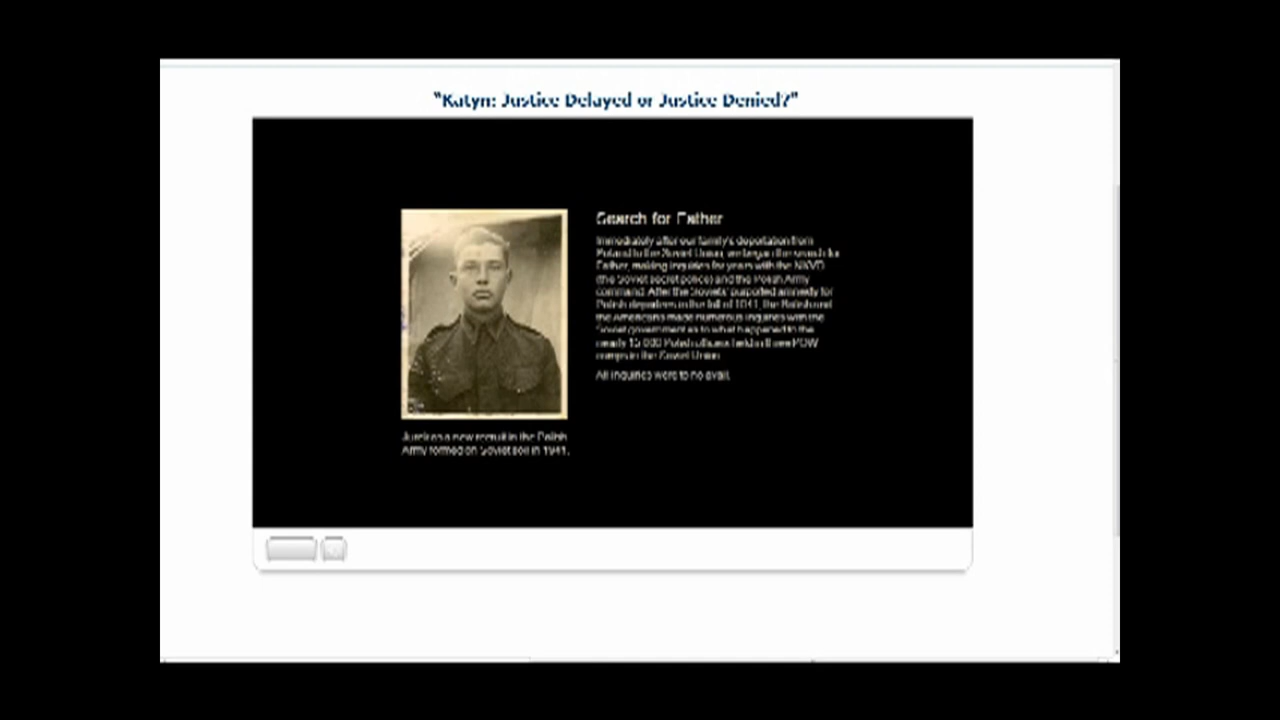 "Katyn: Justice Delayed or Justice Denied?"
Search for Father
Immediately after our family's deportation from
Poland to the Soviet Union, we began the search for
Father, making inquiries for years with the NKVD
(the Soviet secret police) and the Polish Army
command. After the Soviets' purported amnesty for
Polish deportees in the fall of 1941, the British and
the Americans made numerous inquiries with the
Soviet government as to what happened to the
nearly 15,000 Polish officers held in three POW
camps in the Soviet Union.
All inquiries were to no avail.
as a new recruit in the Polish
Army formed on Soviet soil in 1941.